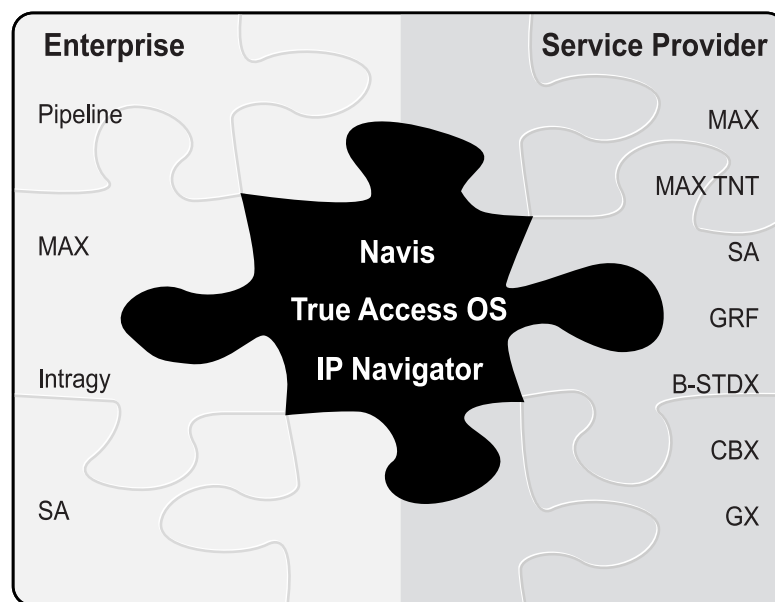 Enterprise
Service Provider
Pipeline
MAX
Intragy
SA
Navis
True Access OS
IP Navigator
MAX
MAX TNT
SA
GRF
B-STDX
CBX
GX